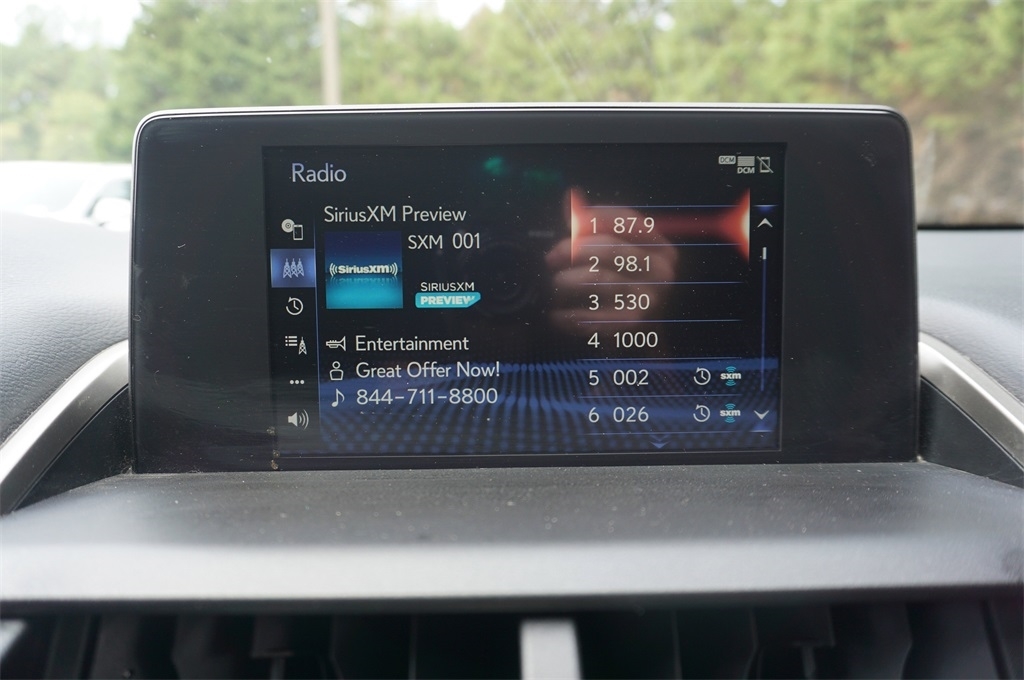 Radio
DCM DCM
SiriusXM Preview
SXM 001
((SiriusXM))
SIRIUSXM
PREVIEW
Entertainment
Great Offer Now!
844-711-8800
1 87.9
2 98.1
3 530
4 1000
5 002 sxm
6 026 sxm